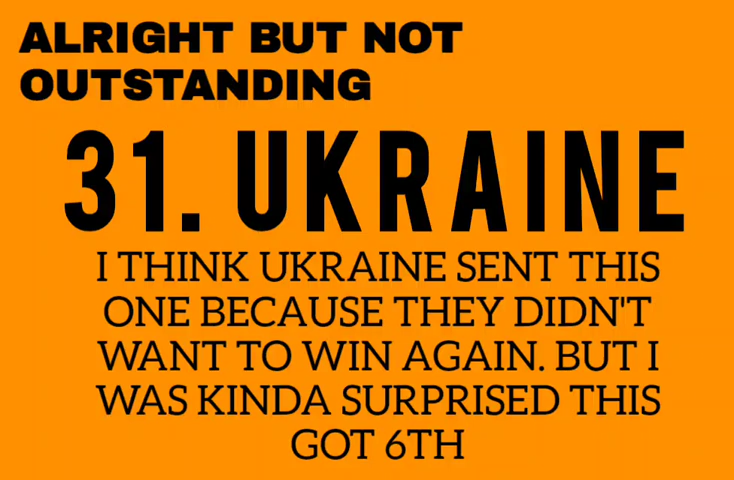 ALRIGHT BUT NOT
OUTSTANDING
31. UKRAINE
I THINK UKRAINE SENT THIS
ONE BECAUSE THEY DIDN'T
WANT TO WIN AGAIN. BUT I
WAS KINDA SURPRISED THIS
GOT 6TH